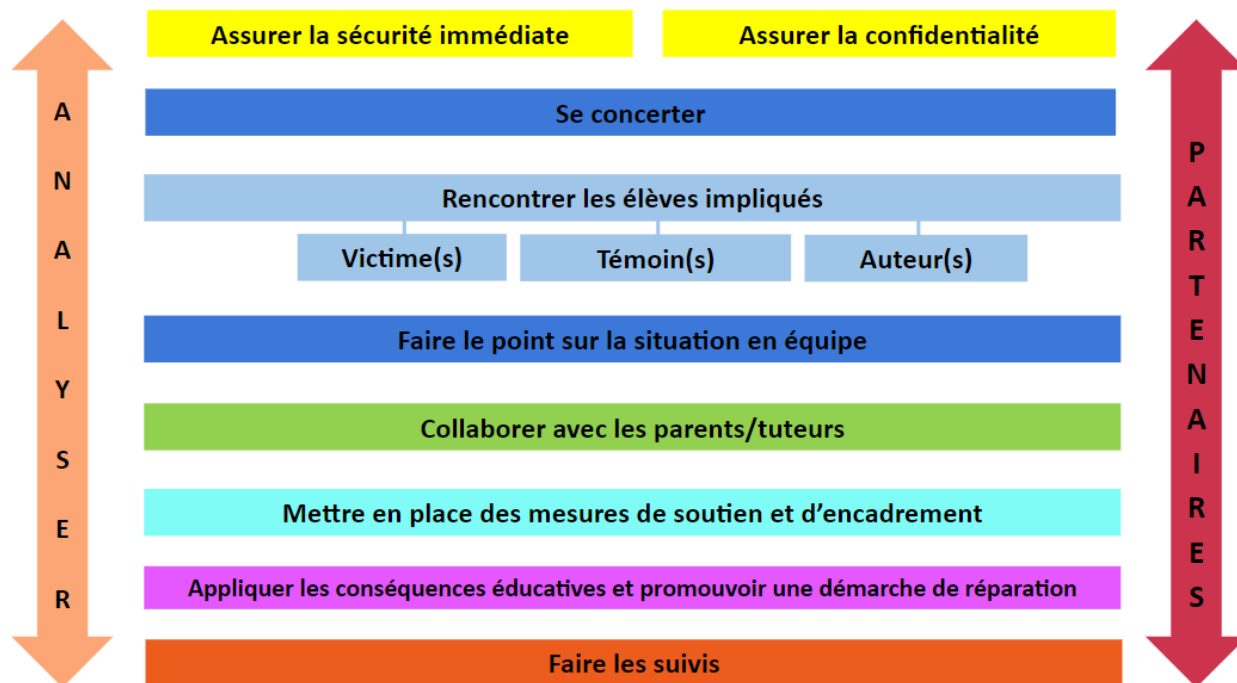 Assurer la sécurité immédiate
Assurer la confidentialité
ANALYSER
Se concerter
Rencontrer les élèves impliqués
Victime(s)
Témoin(s)
Auteur(s)
Faire le point sur la situation en équipe
Collaborer avec les parents/tuteurs
Mettre en place des mesures de soutien et d'encadrement
Appliquer les conséquences éducatives et promouvoir une démarche de réparation
Faire les suivis
PARTENAIRES